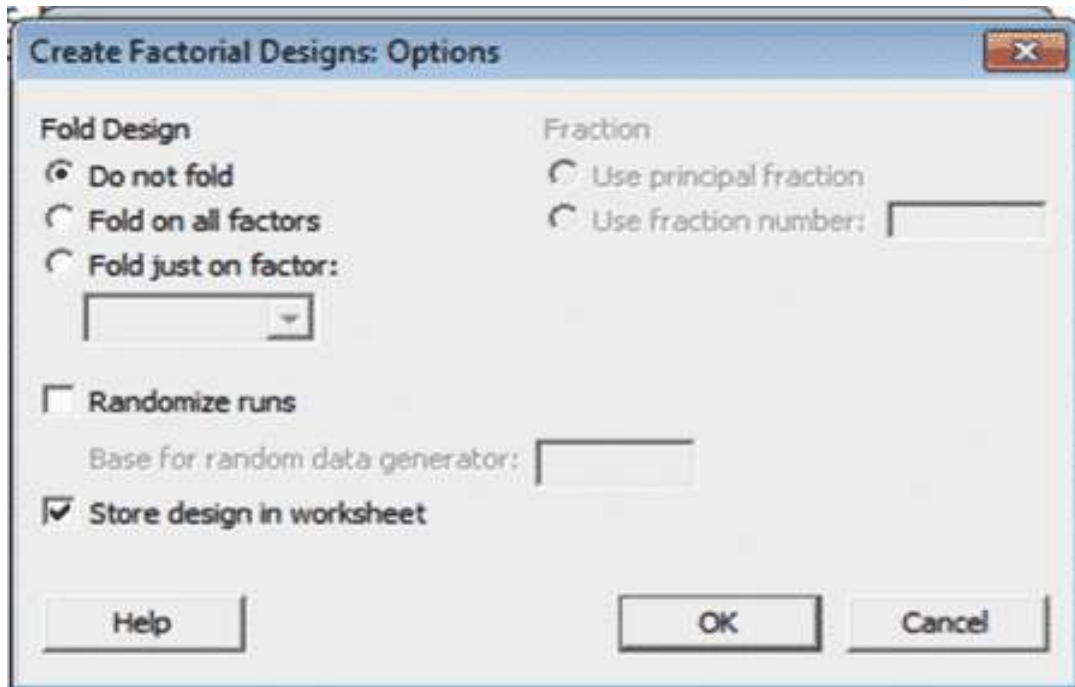 Create Factorial Designs: Options
Fold Design
Do not fold
Fold on all factors
Fold just on factor:
Fraction
Use principal fraction
Use fraction number:
Randomize runs
Base for random data generator:
Store design in worksheet
Help
OK
Cancel